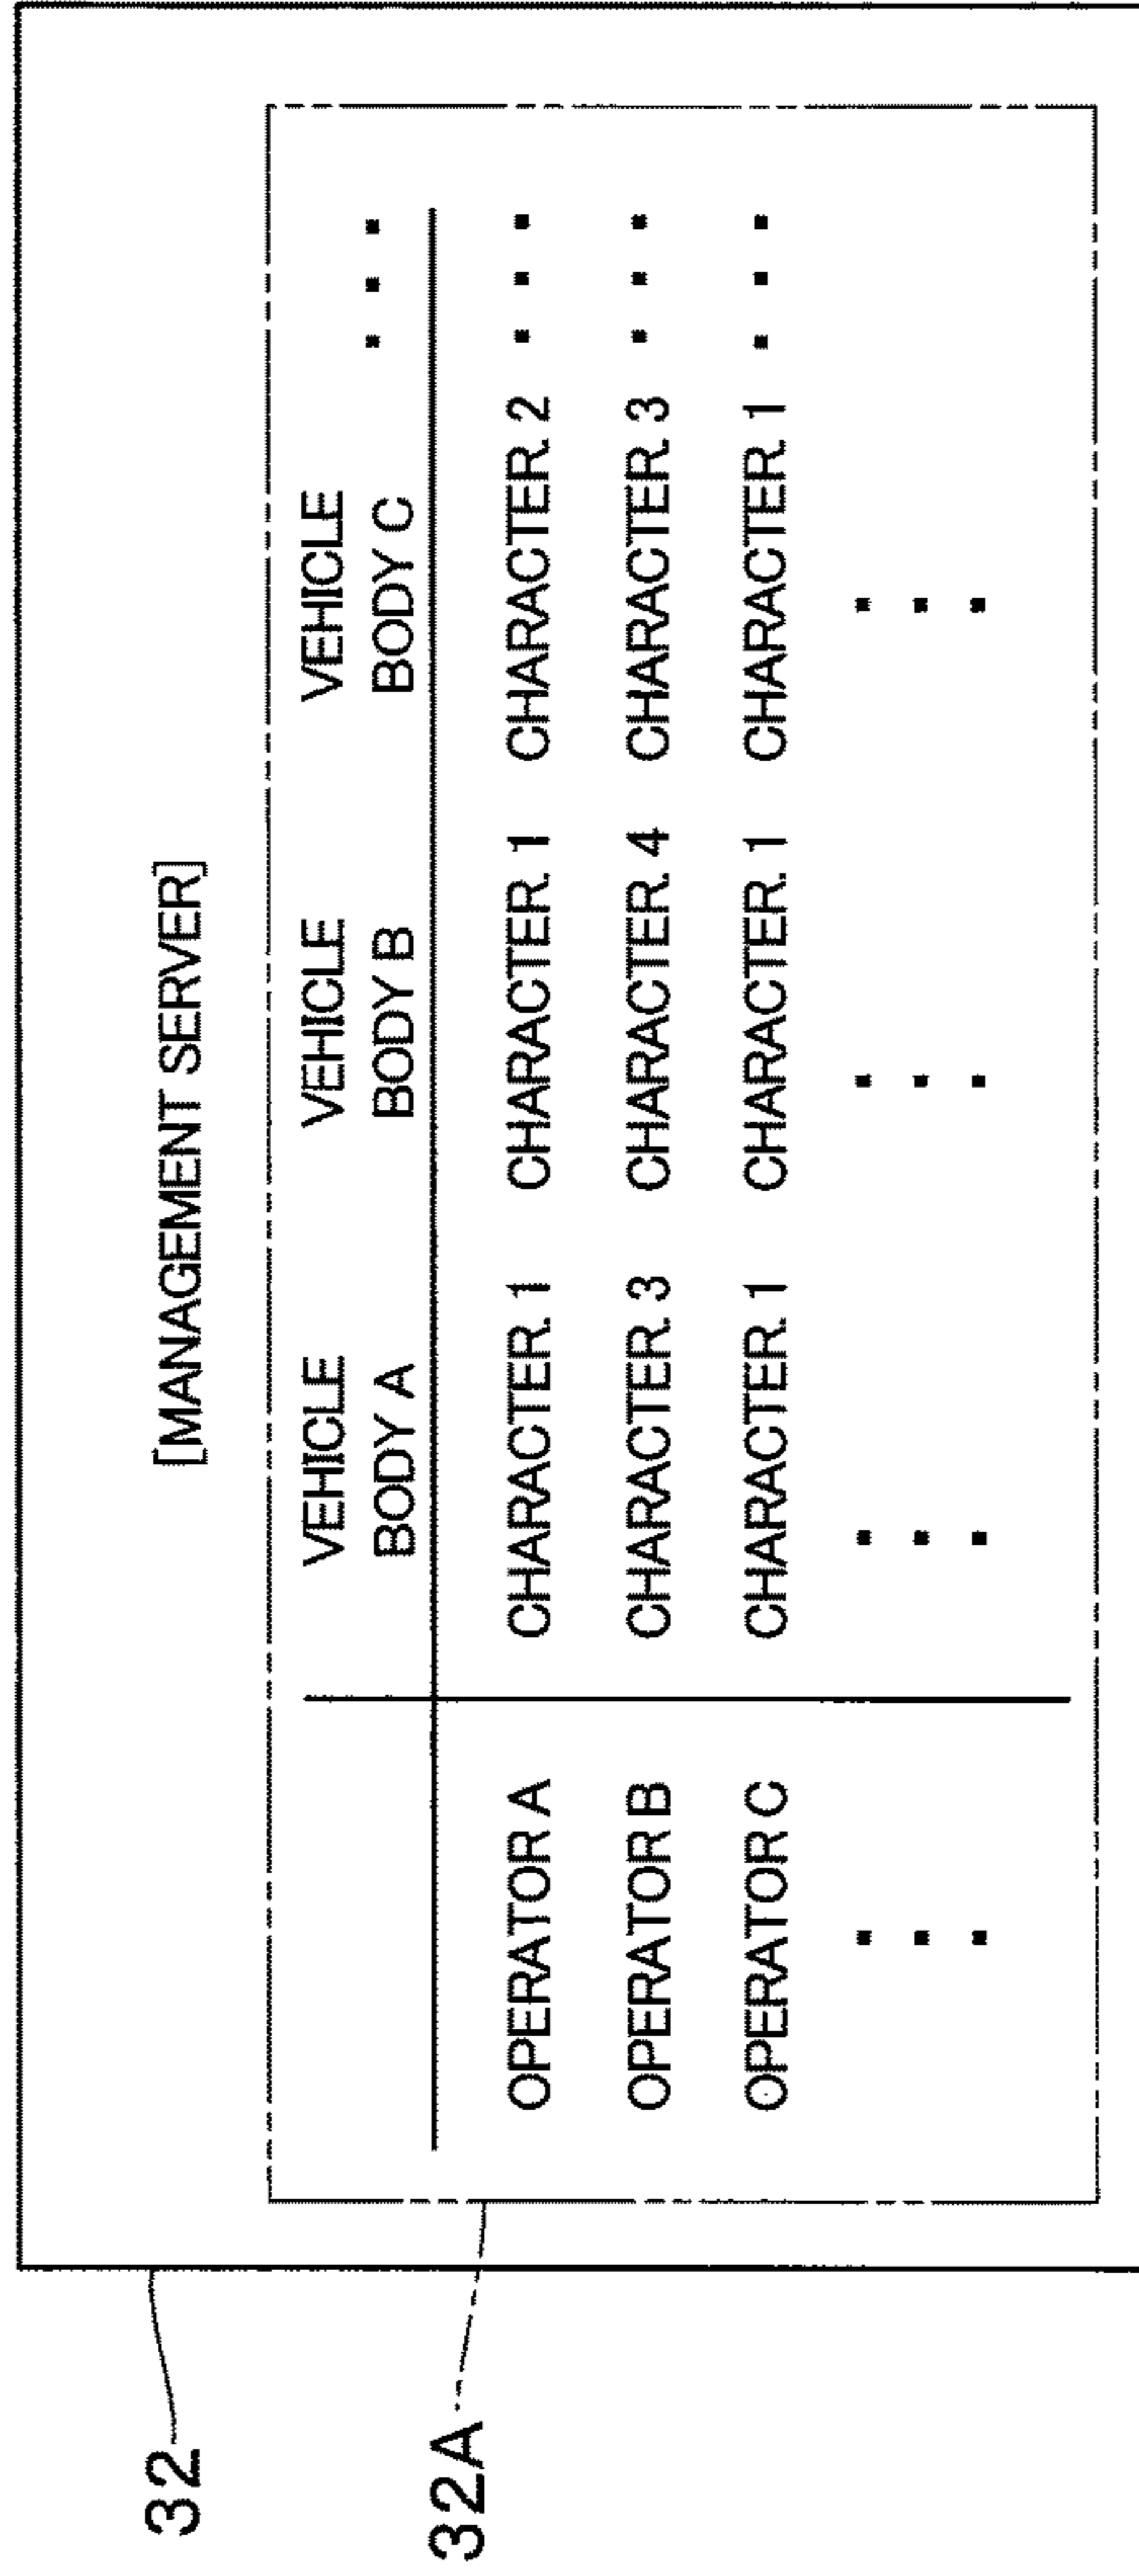 32
[MANAGEMENT SERVER]
32A
VEHICLE BODY A VEHICLE BODY B VEHICLE BODY C . . .
OPERATOR A CHARACTER. 1 CHARACTER. 1 CHARACTER. 2 . . .
OPERATOR B CHARACTER. 3 CHARACTER. 4 CHARACTER. 3 . . .
OPERATOR C CHARACTER. 1 CHARACTER. 1 CHARACTER. 1 . . .
. . . . . . . . . . . .